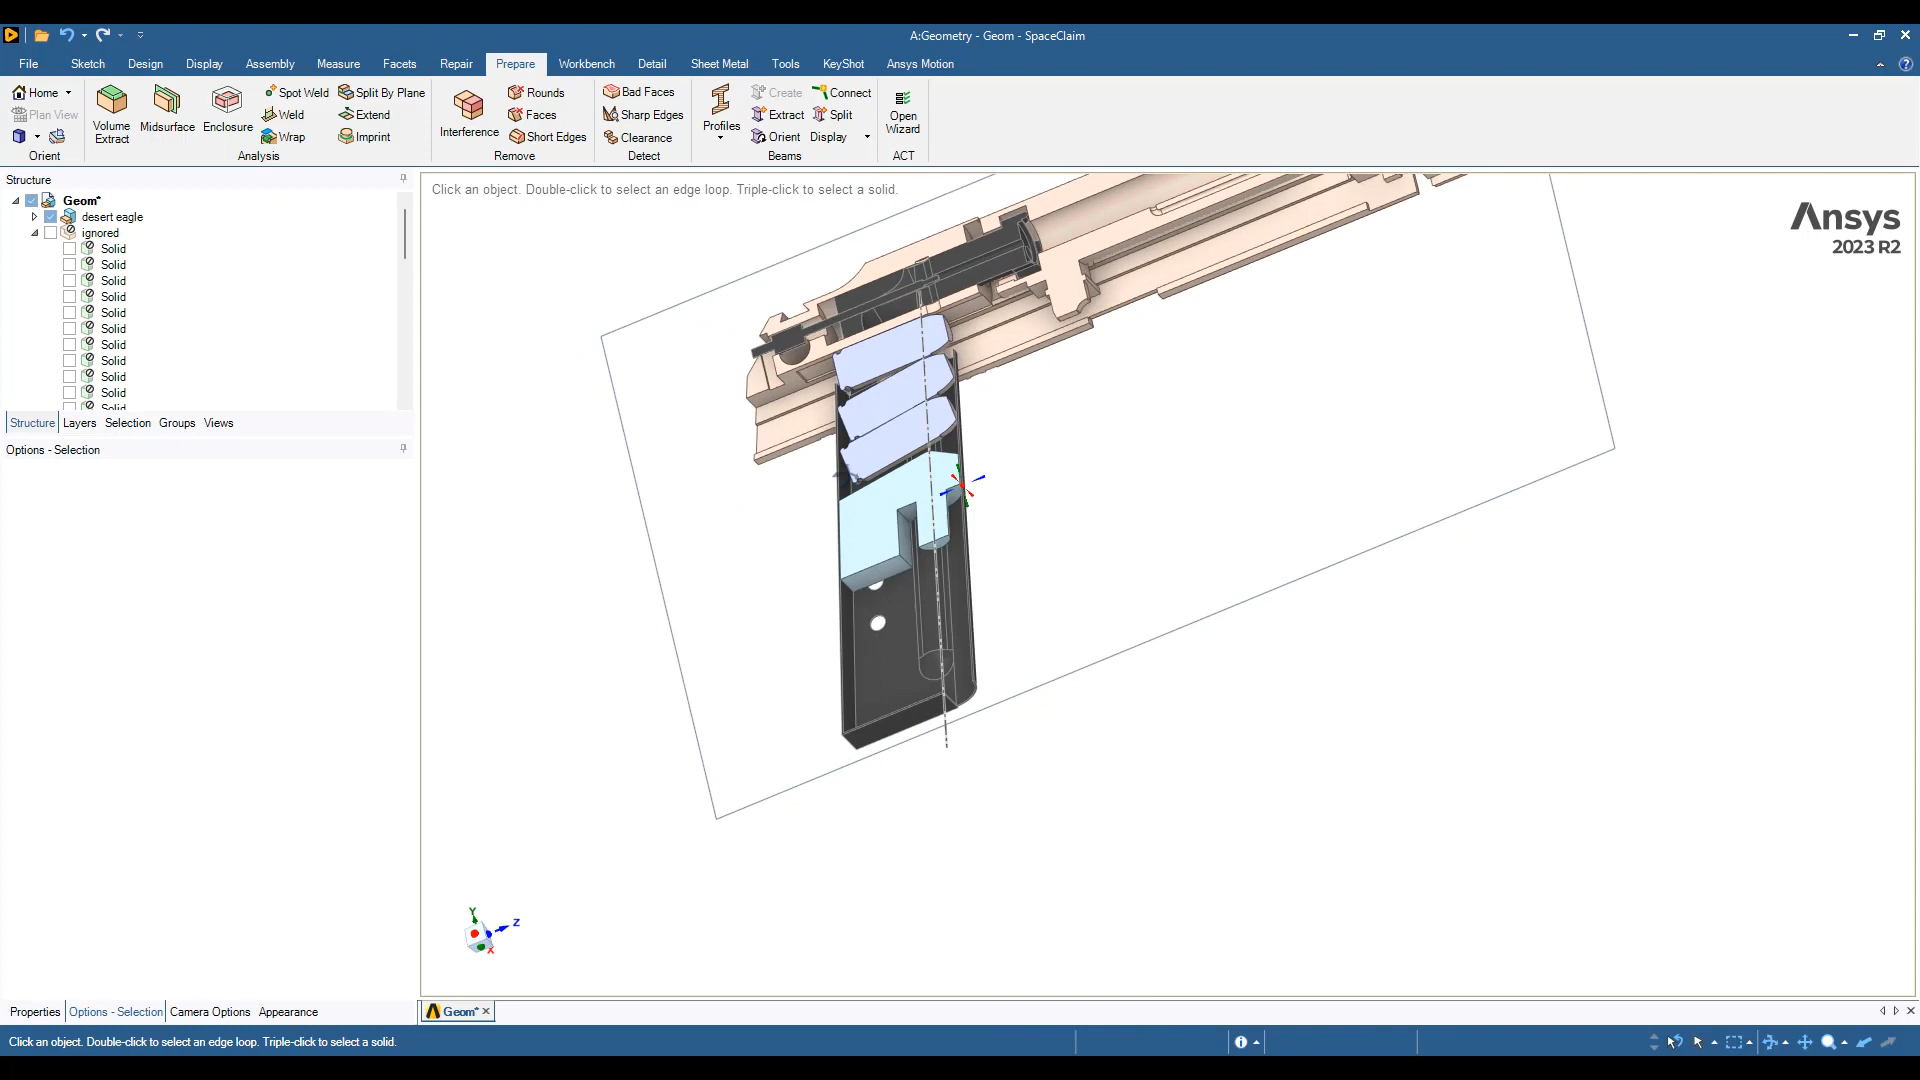 A:Geometry - Geom - SpaceClaim
File Sketch Design Display Assembly Measure Facets Repair Prepare Workbench Detail Sheet Metal Tools KeyShot Ansys Motion
Home
Plan View
Orient
Volume Extract
Midsurface
Enclosure
Spot Weld
Weld
Wrap
Split By Plane
Extend
Imprint
Analysis
Interference
Rounds
Faces
Short Edges
Remove
Bad Faces
Sharp Edges
Clearance
Detect
Profiles
Create
Extract
Orient
Connect
Split
Display
Beams
Open Wizard
ACT
Structure
Geom*
desert eagle
ignored
Solid
Solid
Solid
Solid
Solid
Solid
Solid
Solid
Solid
Solid
Solid
Structure Layers Selection Groups Views
Options - Selection
Click an object. Double-click to select an edge loop. Triple-click to select a solid.
Ansys
2023 R2
Y
Z
X
Properties Options - Selection Camera Options Appearance
Geom*
Click an object. Double-click to select an edge loop. Triple-click to select a solid.